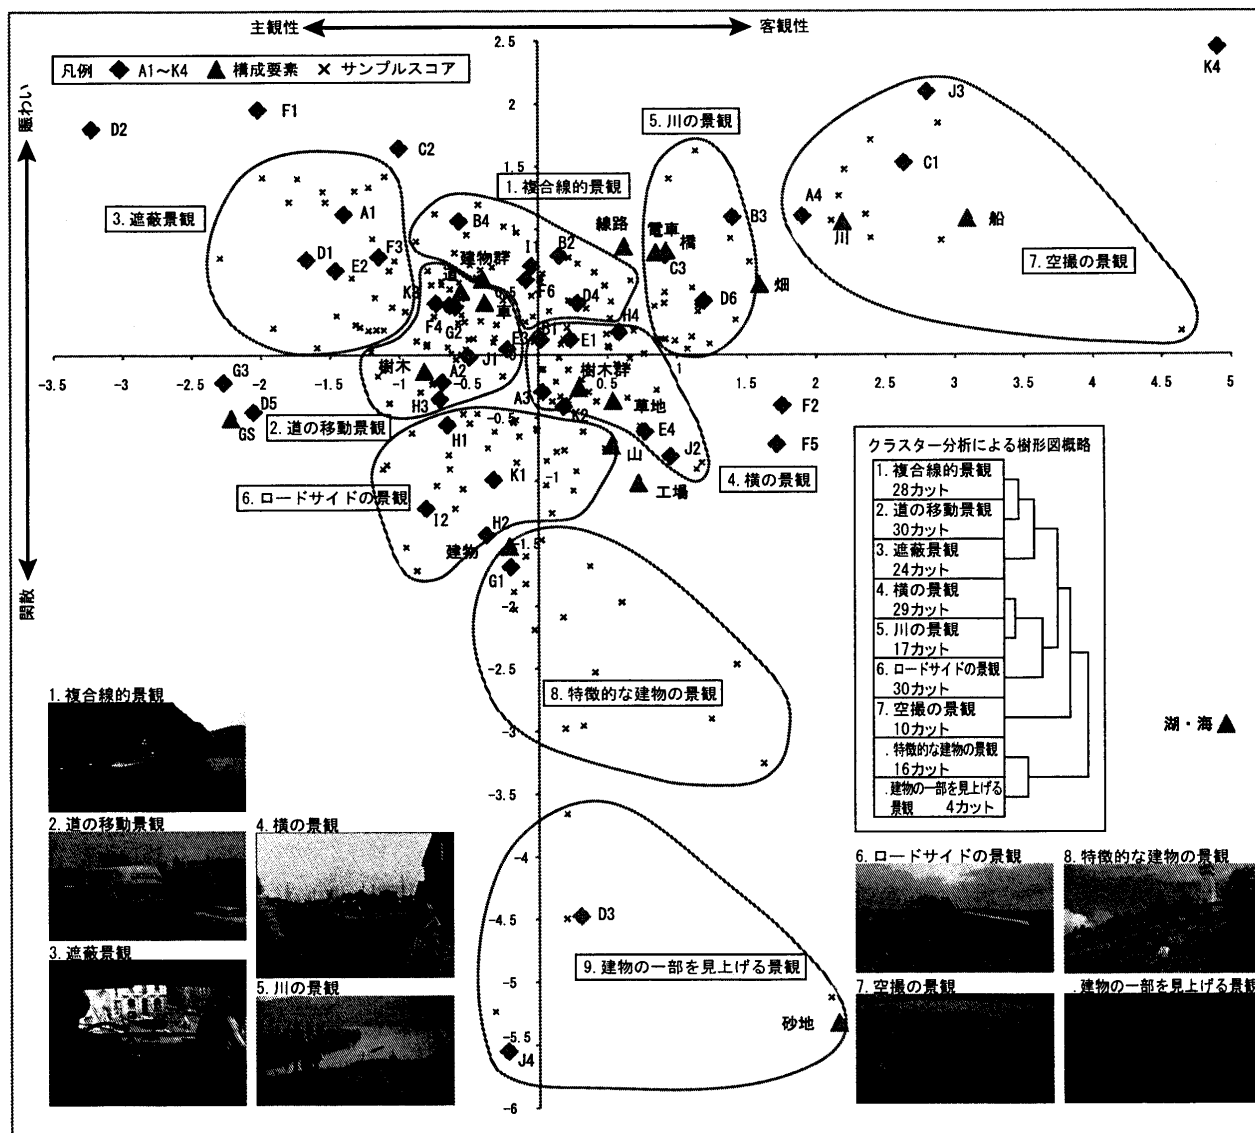 主観性 客観性
凡例 A1～K4 構成要素 サンプルスコア
賑わい
閑散
2.5
2
1.5
1
0.5
0
-0.5
-1
-1.5
-2
-2.5
-3
-3.5
-4
-4.5
-5
-5.5
-6
-3.5 -3 -2.5 -2 -1.5 -1 -0.5 0.5 1 1.5 2 2.5 3 3.5 4 4.5 5
K4
J3
F1
D2
C2
5. 川の景観
C1
1. 複合線的景観
3. 遮蔽景観
A1
B4
線路
電車
橋
B3
A4
川
船
D1
E2
F3
建物群
I1
B2
C3
7. 空撮の景観
道
K3
車
F6
D4
D6
畑
F4
G2
E3
B1
E1
H4
J1
樹木
A2
樹木群
G3
D5
GS
H3
A3
K2
草地
F2
2. 道の移動景観
H1
E4
F5
山
J2
K1
工場
4. 横の景観
6. ロードサイドの景観
I2
H2
建物
G1
8. 特徴的な建物の景観
湖・海
D3
9. 建物の一部を見上げる景観
砂地
J4
クラスター分析による樹形図概略
1. 複合線的景観
28カット
2. 道の移動景観
30カット
3. 遮蔽景観
24カット
4. 横の景観
29カット
5. 川の景観
17カット
6. ロードサイドの景観
30カット
7. 空撮の景観
10カット
. 特徴的な建物の景観
16カット
. 建物の一部を見上げる
景観 4カット
1. 複合線的景観
2. 道の移動景観
3. 遮蔽景観
4. 横の景観
5. 川の景観
6. ロードサイドの景観
7. 空撮の景観
8. 特徴的な建物の景観
. 建物の一部を見上げる景観